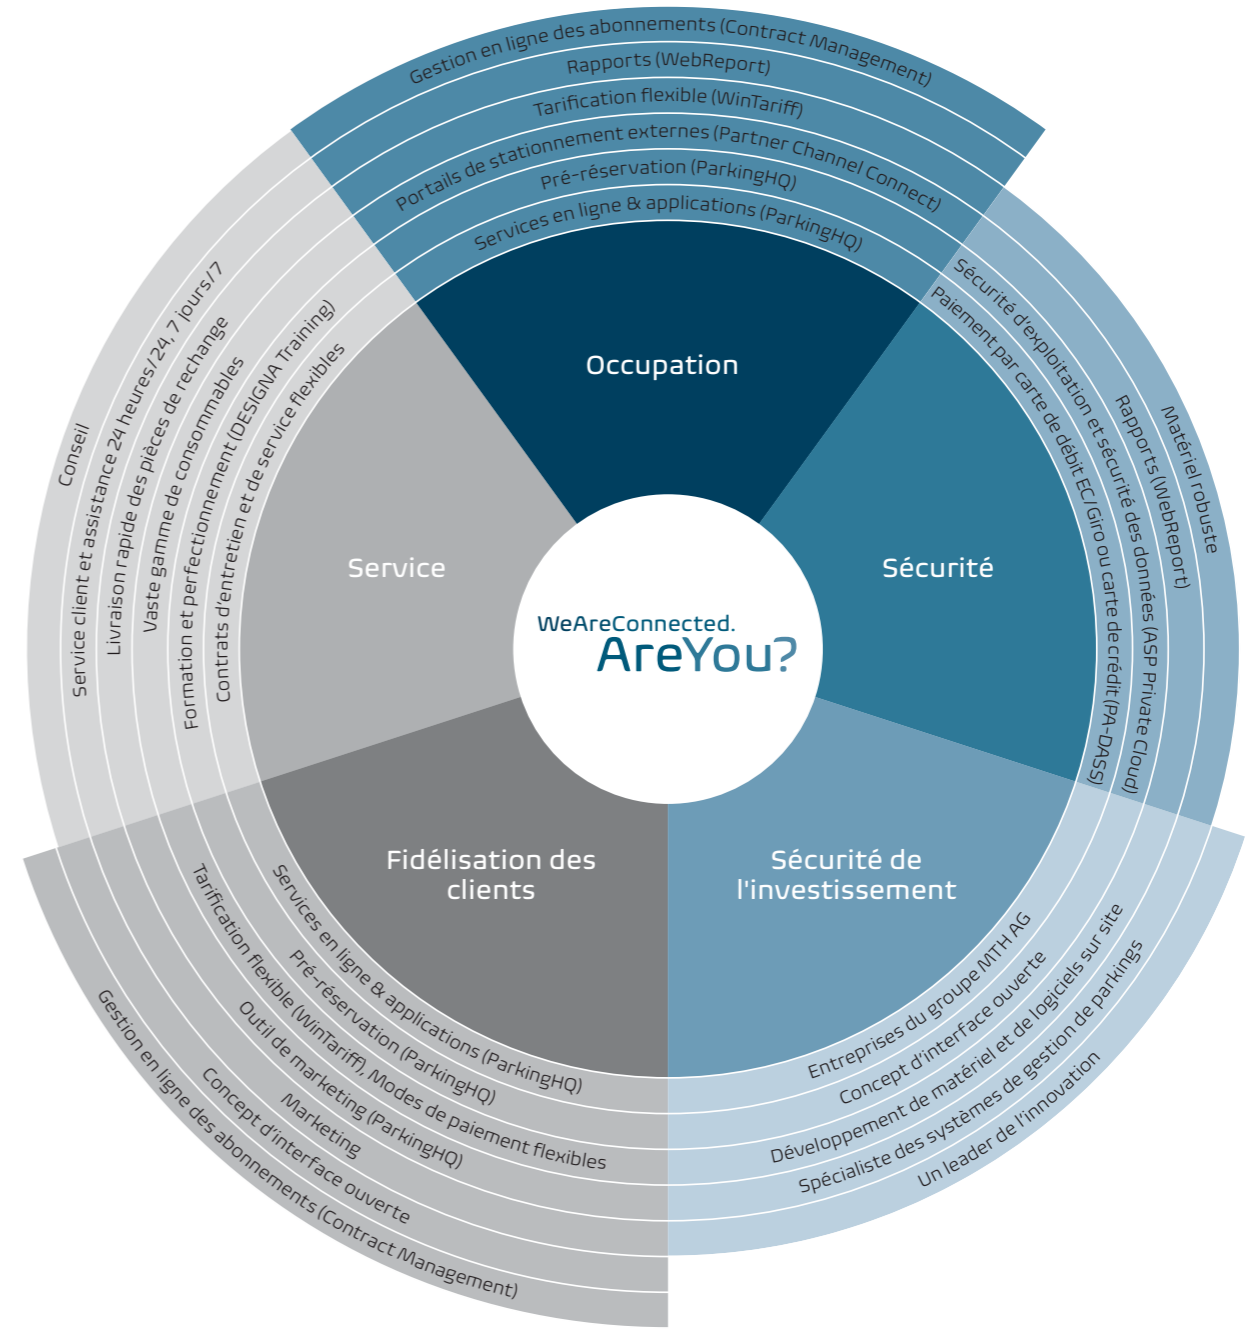 Gestion en ligne des abonnements (Contract Management)
Rapports (WebReport)
Tarification flexible (WinTariff)
Portails de stationnement externes (Partner Channel Connect)
Pré-réservation (ParkingHQ)
Services en ligne & applications (ParkingHQ)
Occupation
Matériel robuste
Rapports (WebReport)
Sécurité d'exploitation et sécurité des données (ASP Private Cloud)
Paiement par carte de débit EC/Giro ou carte de crédit (PA-DASS)
Sécurité
Sécurité de
l'investissement
Entreprises du groupe MTH AG
Concept d'interface ouverte
Développement de matériel et de logiciels sur site
Spécialiste des systèmes de gestion de parkings
Un leader de l'innovation
Fidélisation des
clients
Services en ligne & applications (ParkingHQ)
Pré-réservation (ParkingHQ)
Tarification flexible (WinTariff), Modes de paiement flexibles
Outil de marketing (ParkingHQ)
Marketing
Concept d'interface ouverte
Gestion en ligne des abonnements (Contract Management)
Service
Conseil
Service client et assistance 24 heures/24, 7 jours/7
Livraison rapide des pièces de rechange
Vaste gamme de consommables
Formation et perfectionnement (DESIGNA Training)
Contrats d'entretien et de service flexibles
WeAreConnected.
AreYou?